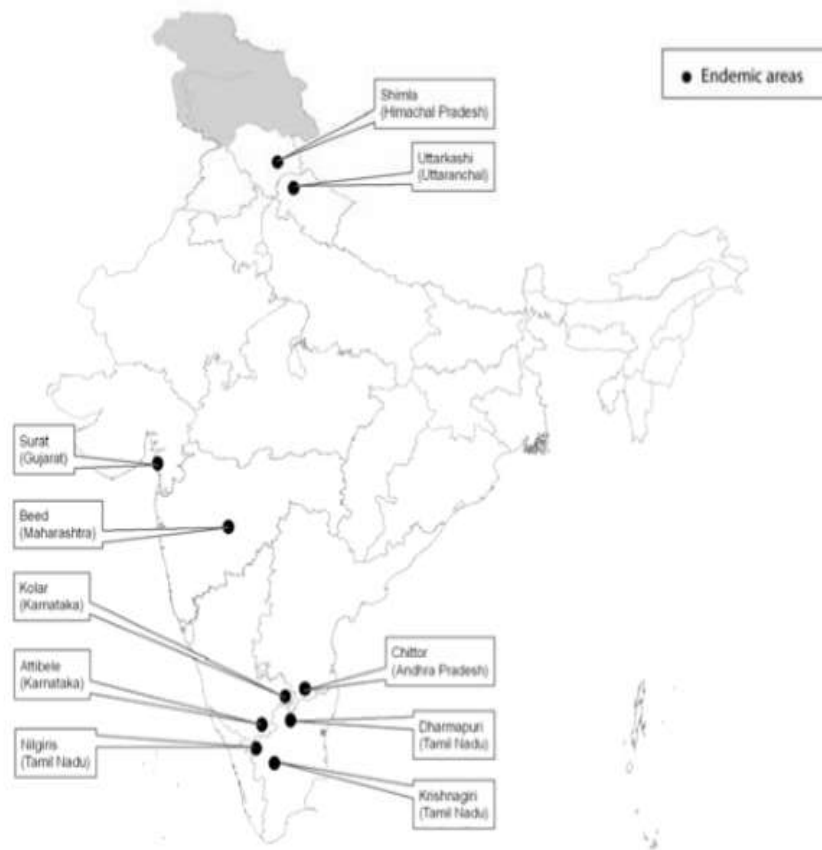 Endemic areas
Shimla
(Himachal Pradesh)
Uttarkashi
(Uttaranchal)
Surat
(Gujarat)
Beed
(Maharashtra)
Kolar
(Karnataka)
Attibele
(Karnataka)
Nilgiris
(Tamil Nadu)
Chittor
(Andhra Pradesh)
Dharmapuri
(Tamil Nadu)
Krishnagiri
(Tamil Nadu)